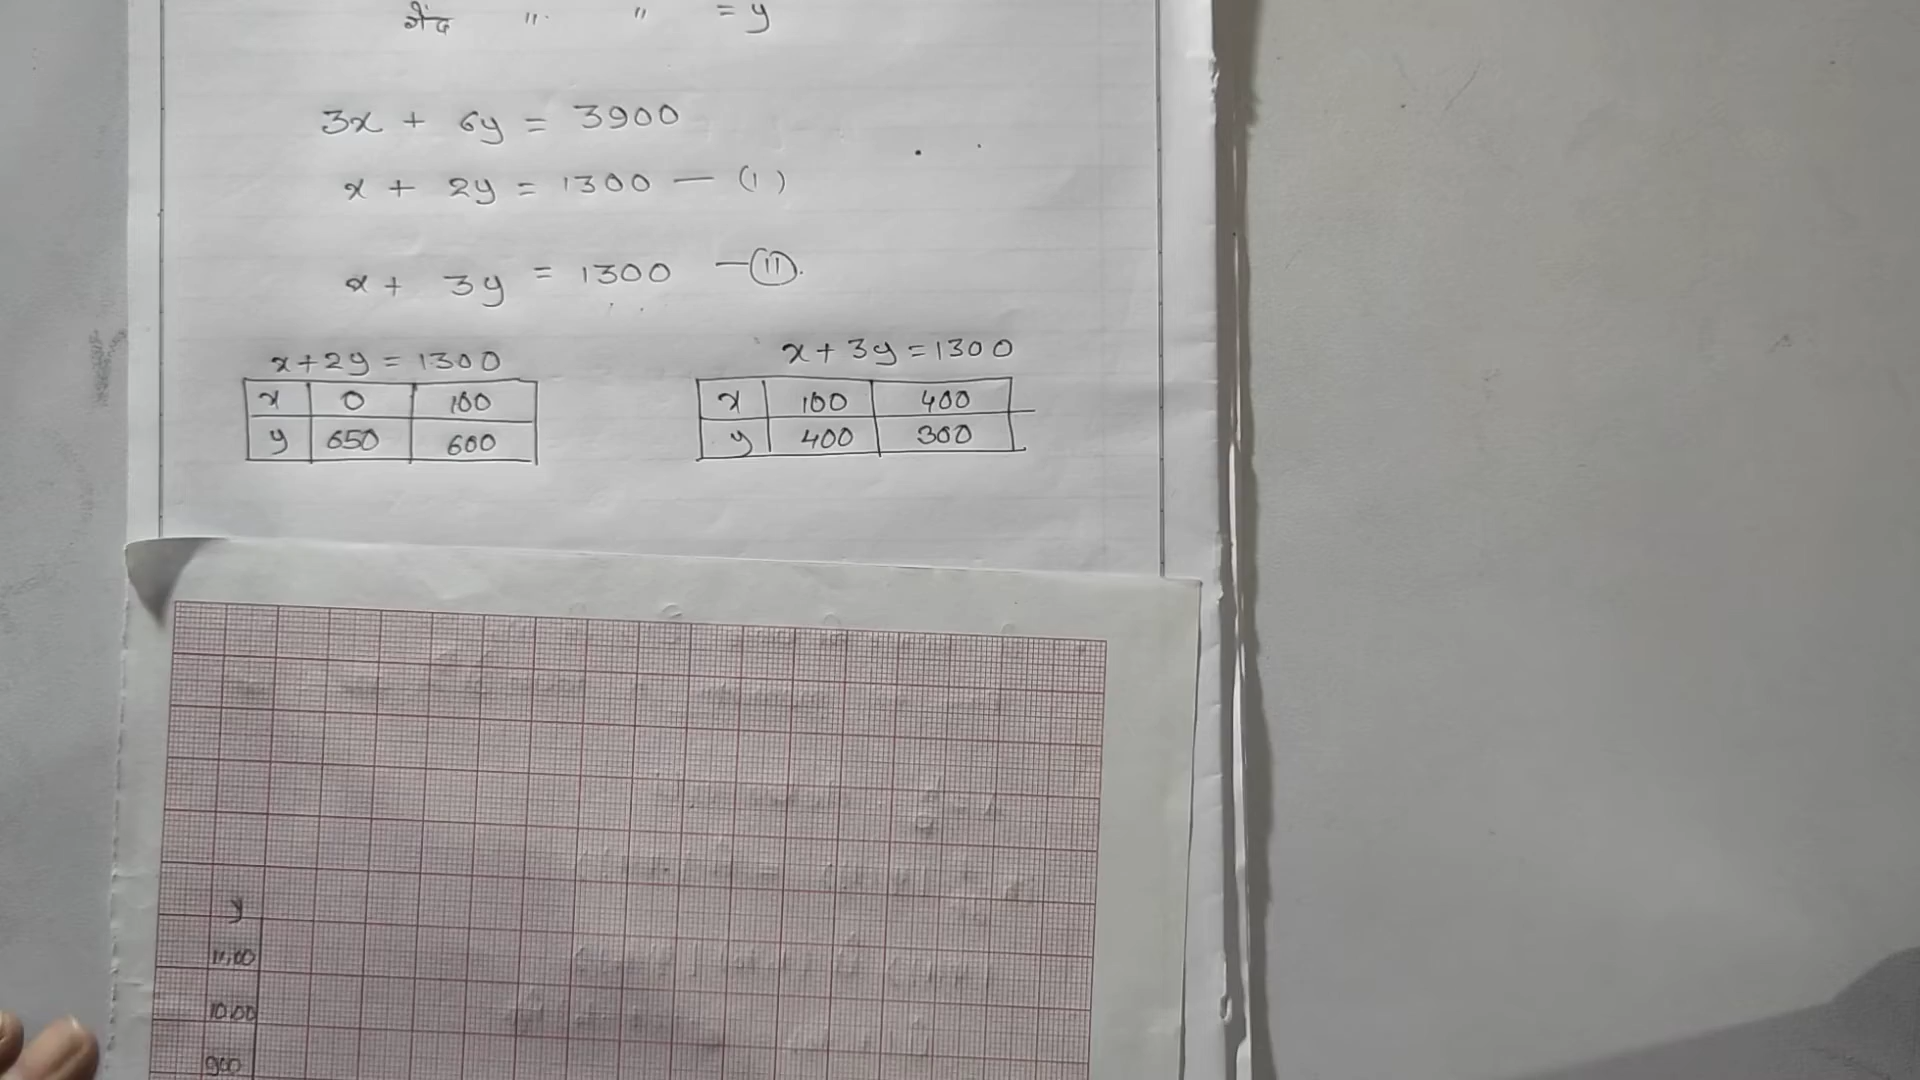 गेंद " " = y
3x + 6y = 3900
x + 2y = 1300 — (1)
x + 3y = 1300 — (11).
x+2y = 1300
x 0 100
y 650 600
x + 3y = 1300
x 100 400
y 400 300
y
1100
1000
900